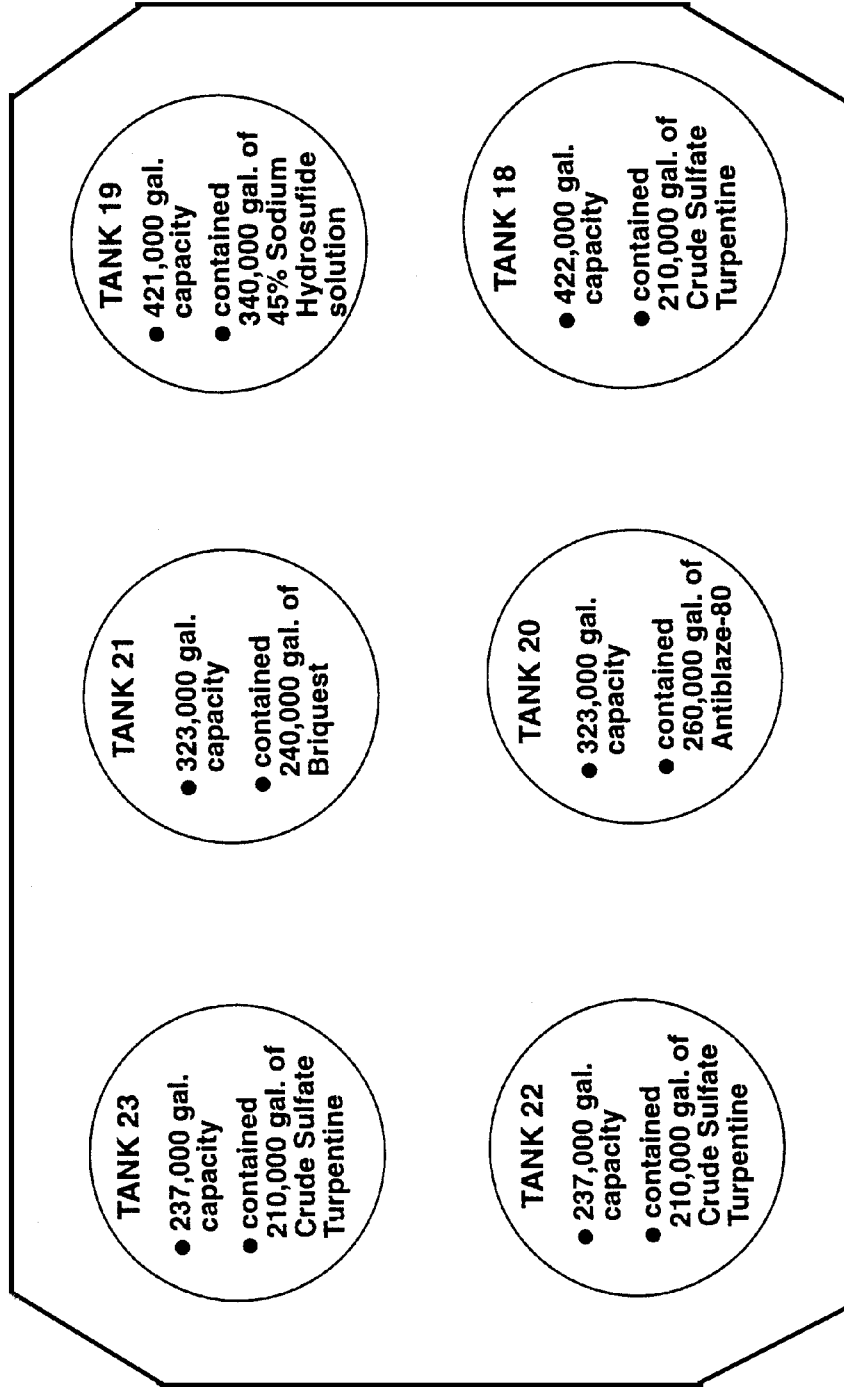 TANK 23
● 237,000 gal.
capacity
● contained
210,000 gal. of
Crude Sulfate
Turpentine
TANK 21
● 323,000 gal.
capacity
● contained
240,000 gal. of
Briquest
TANK 19
● 421,000 gal.
capacity
● contained
340,000 gal. of
45% Sodium
Hydrosufide
solution
TANK 22
● 237,000 gal.
capacity
● contained
210,000 gal. of
Crude Sulfate
Turpentine
TANK 20
● 323,000 gal.
capacity
● contained
260,000 gal. of
Antiblaze-80
TANK 18
● 422,000 gal.
capacity
● contained
210,000 gal. of
Crude Sulfate
Turpentine